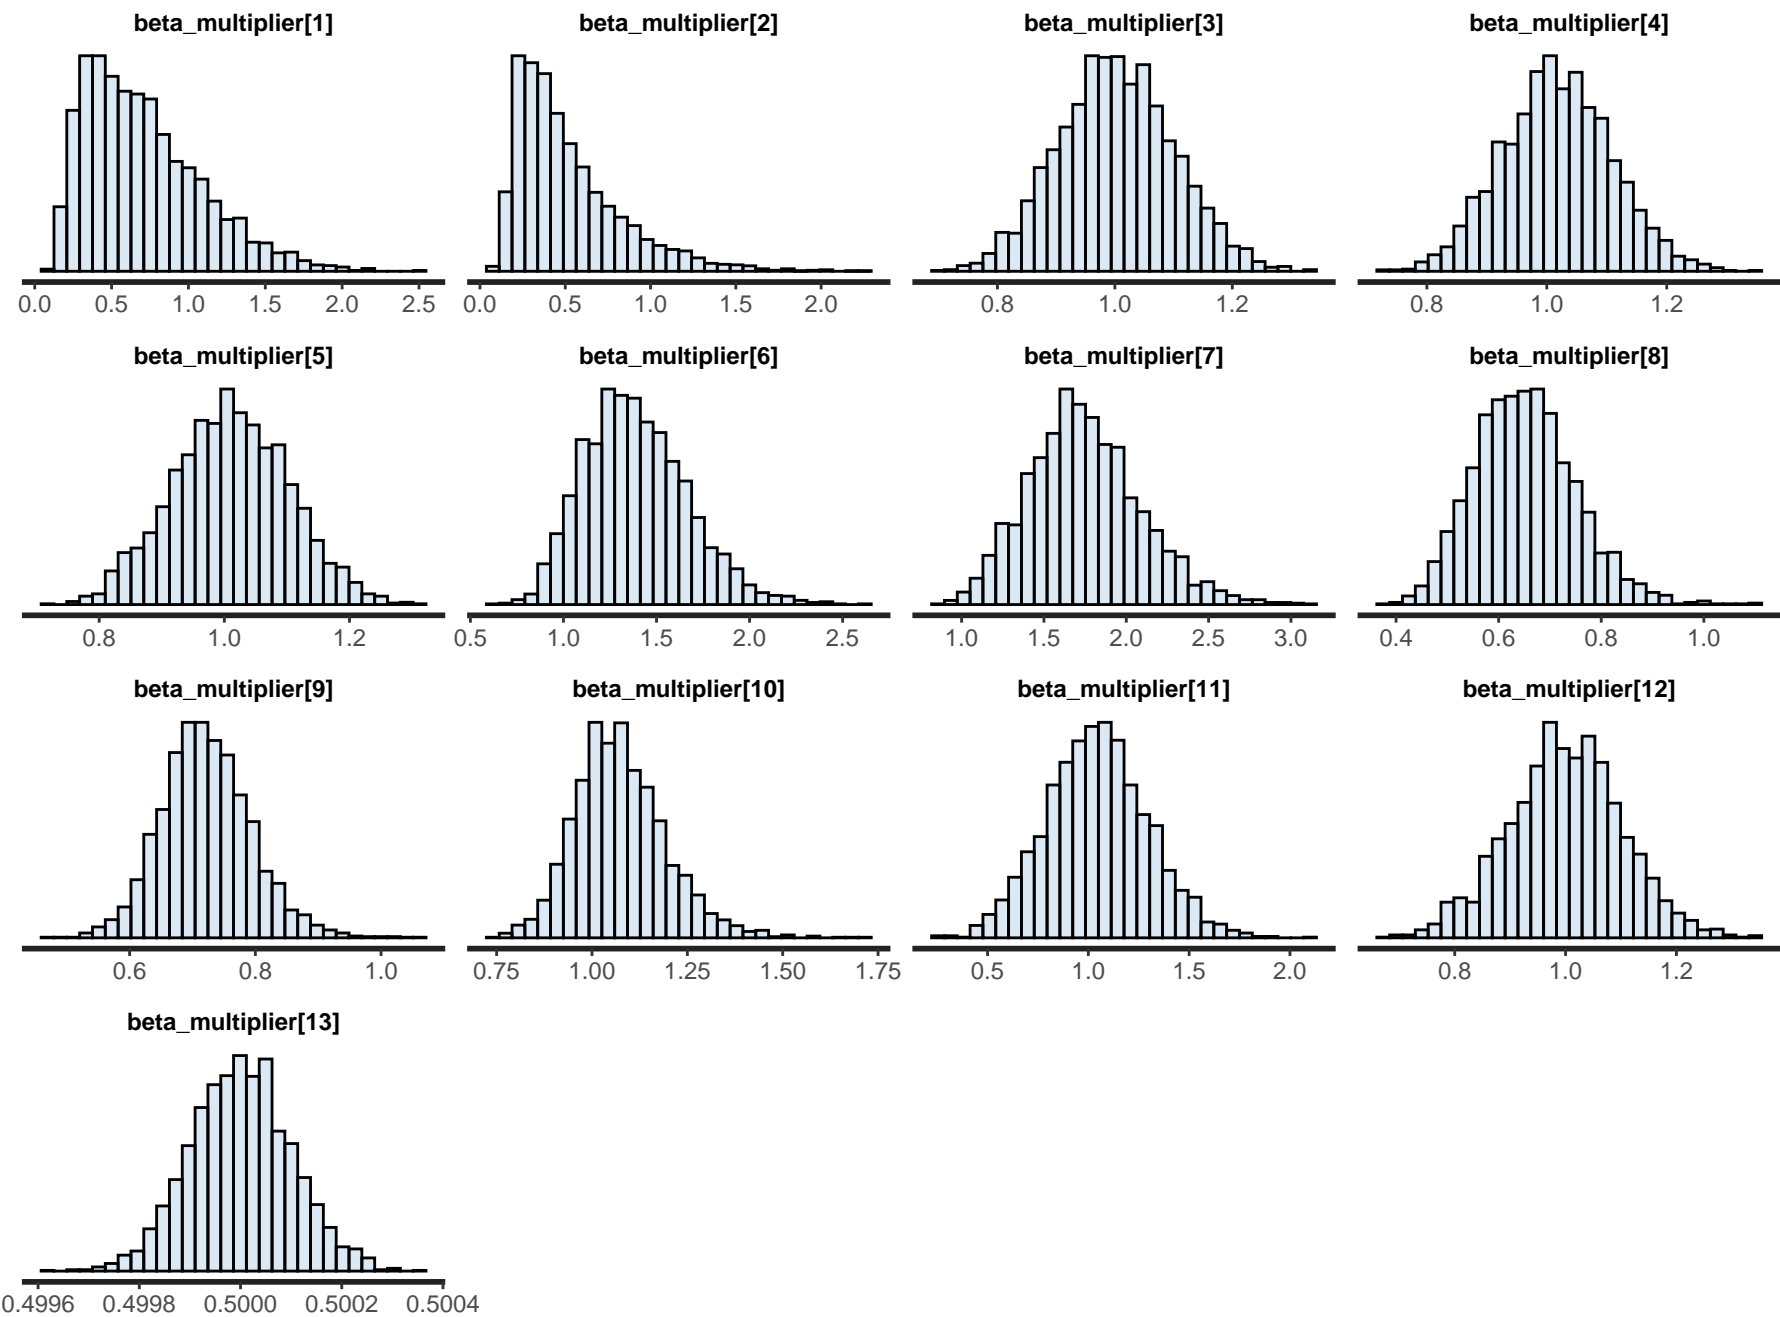 beta_multiplier[1] beta_multiplier[2] beta_multiplier[3] beta_multiplier[4]
0.0 0.5 1.0 1.5 2.0 2.5 0.0 0.5 1.0 1.5 2.0 0.8 1.0 1.2 0.8 1.0 1.2
beta_multiplier[5] beta_multiplier[6] beta_multiplier[7] beta_multiplier[8]
0.8 1.0 1.2 0.5 1.0 1.5 2.0 2.5 1.0 1.5 2.0 2.5 3.0 0.4 0.6 0.8 1.0
beta_multiplier[9] beta_multiplier[10] beta_multiplier[11] beta_multiplier[12]
0.6 0.8 1.0 0.75 1.00 1.25 1.50 1.75 0.5 1.0 1.5 2.0 0.8 1.0 1.2
beta_multiplier[13]
0.4996 0.4998 0.5000 0.5002 0.5004